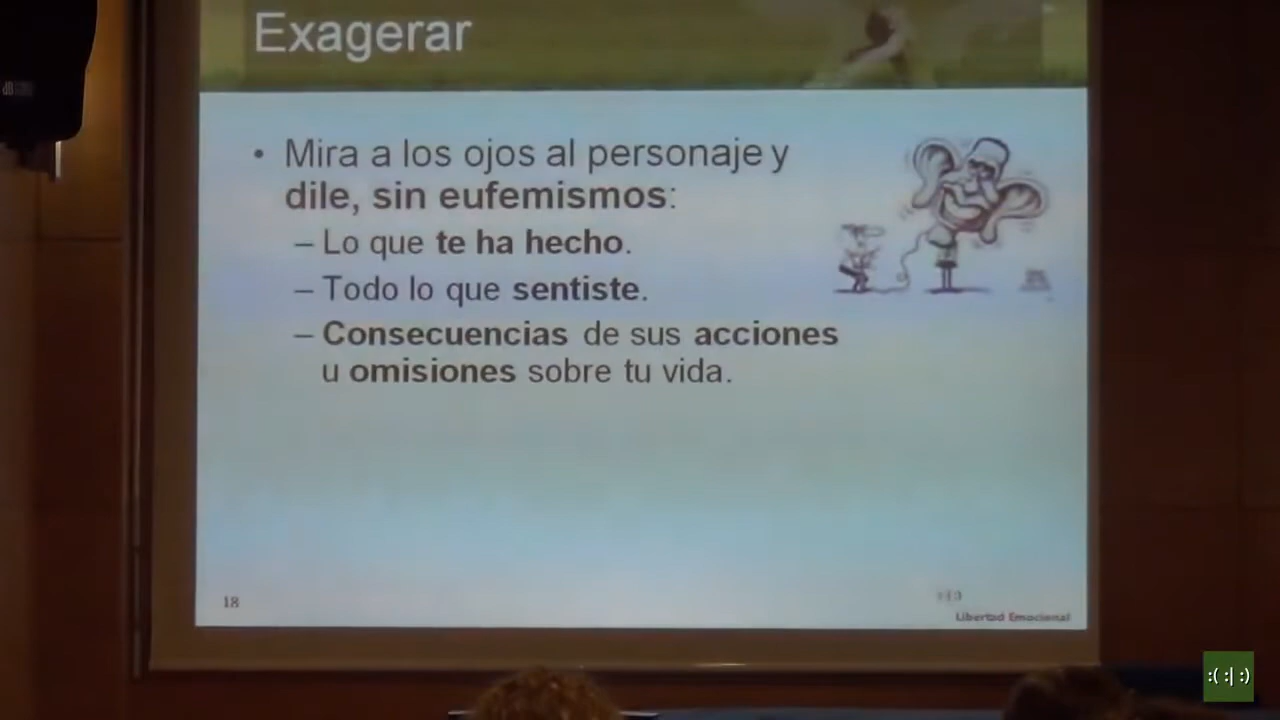 Exagerar
• Mira a los ojos al personaje y
dile, sin eufemismos:
– Lo que te ha hecho.
– Todo lo que sentiste.
– Consecuencias de sus acciones
u omisiones sobre tu vida.
18
Libertad Emocional
:( :| :)